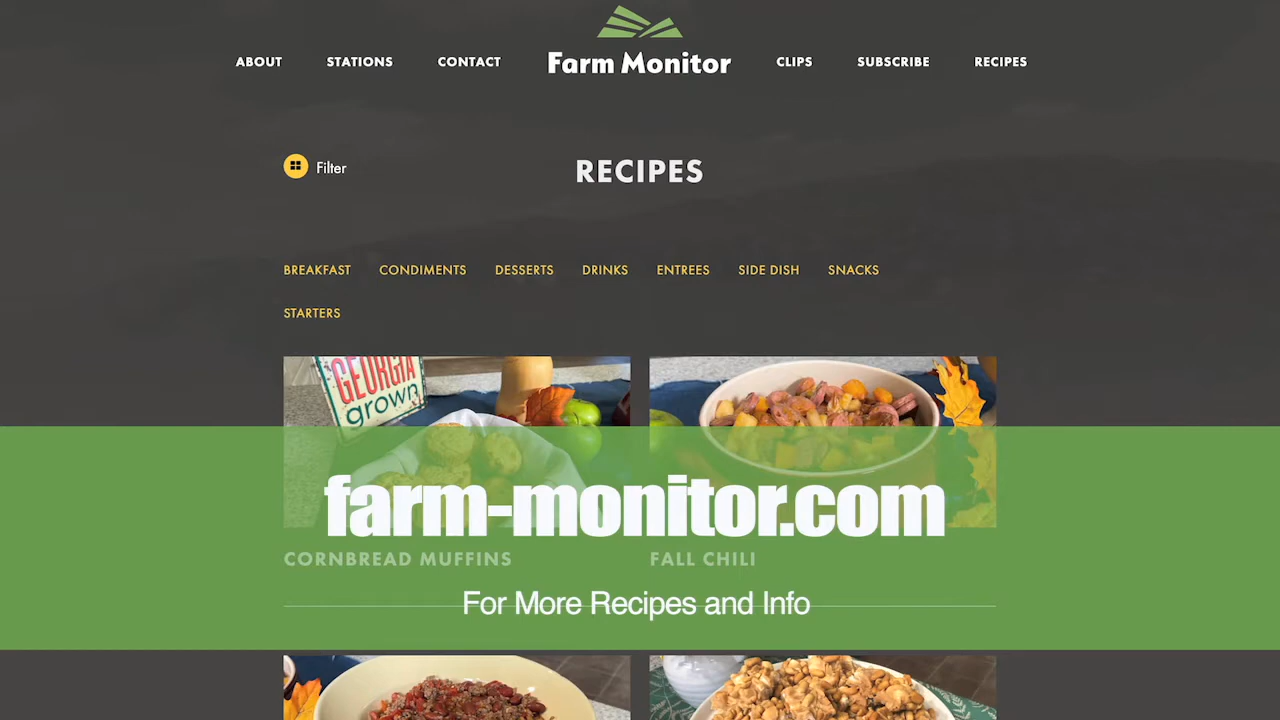 ABOUT STATIONS CONTACT Farm Monitor CLIPS SUBSCRIBE RECIPES
Filter
RECIPES
BREAKFAST CONDIMENTS DESSERTS DRINKS ENTREES SIDE DISH SNACKS
STARTERS
GEORGIA
grown
farm-monitor.com
CORNBREAD MUFFINS FALL CHILI
For More Recipes and Info